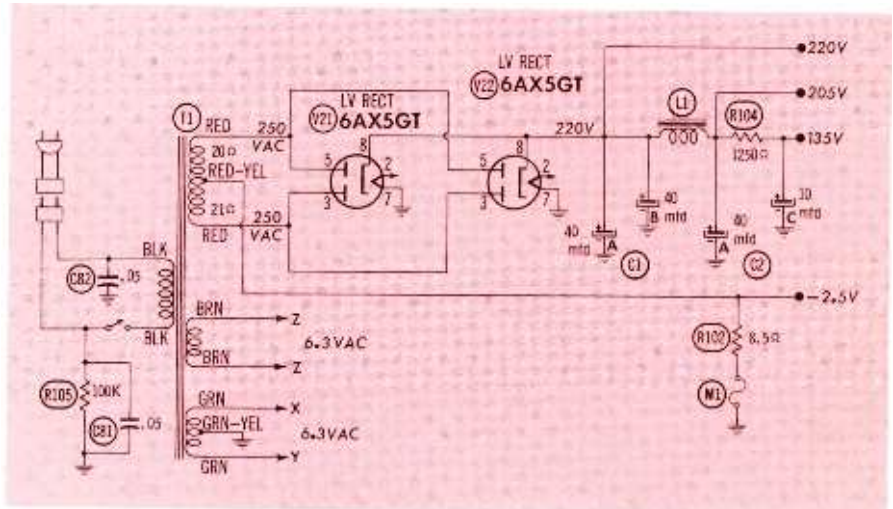 220V
LV RECT
V22 6AX5GT
205V
LV RECT
V21 6AX5GT
L1
R104
T1
RED 250 VAC
220V
135V
20Ω
RED-YEL
1250Ω
8
2
5
3
7
8
2
5
3
7
21Ω
RED 250 VAC
40 mfd A
40 mfd B
40 mfd A
10 mfd C
C1
C2
BLK
C82 .05
BLK
-2.5V
BRN Z
6.3VAC
BRN Z
R102 8.5Ω
R105 100K
M1
GRN X
GRN-YEL
6.3VAC
C81 .05
GRN Y